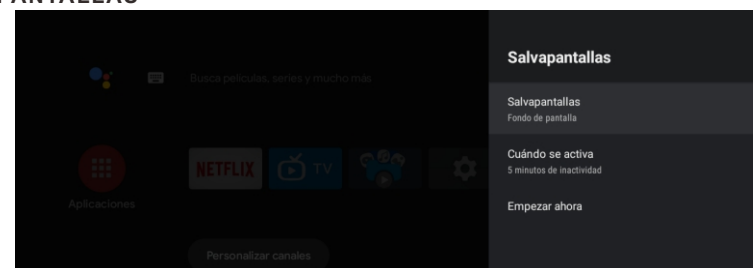 PANTALLAS
Busca películas, series y mucho más
NETFLIX
TV
Aplicaciones
Personalizar canales
Salvapantallas
Salvapantallas
Fondo de pantalla
Cuándo se activa
5 minutos de inactividad
Empezar ahora